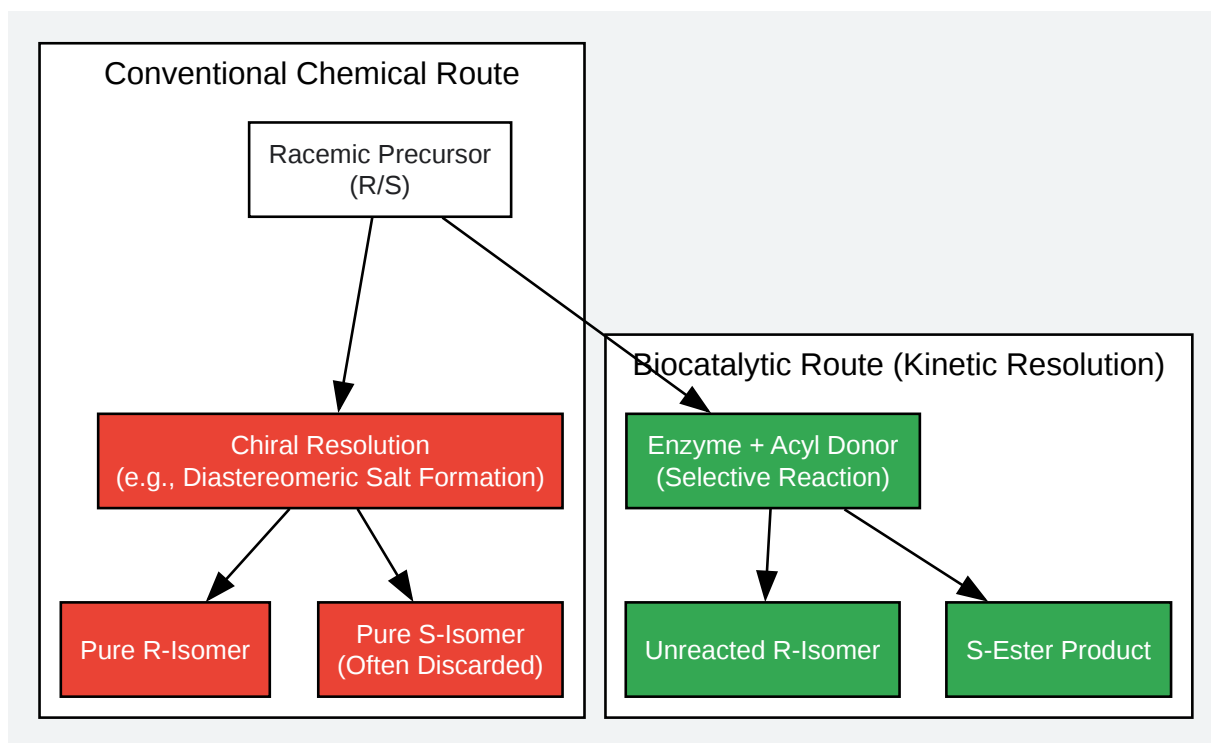 Conventional Chemical Route
Racemic Precursor
(R/S)
Biocatalytic Route (Kinetic Resolution)
Chiral Resolution
(e.g., Diastereomeric Salt Formation)
Enzyme + Acyl Donor
(Selective Reaction)
Pure R-Isomer
Pure S-Isomer
(Often Discarded)
Unreacted R-Isomer
S-Ester Product